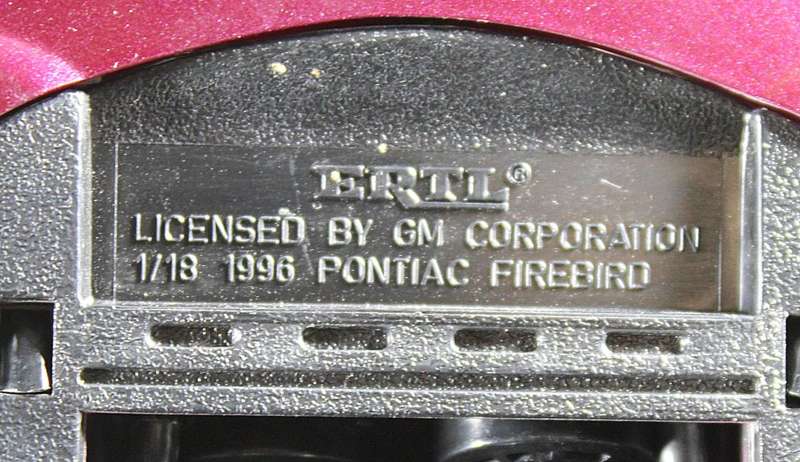 ERTL®
LICENSED BY GM CORPORATION
1/18 1996 PONTIAC FIREBIRD